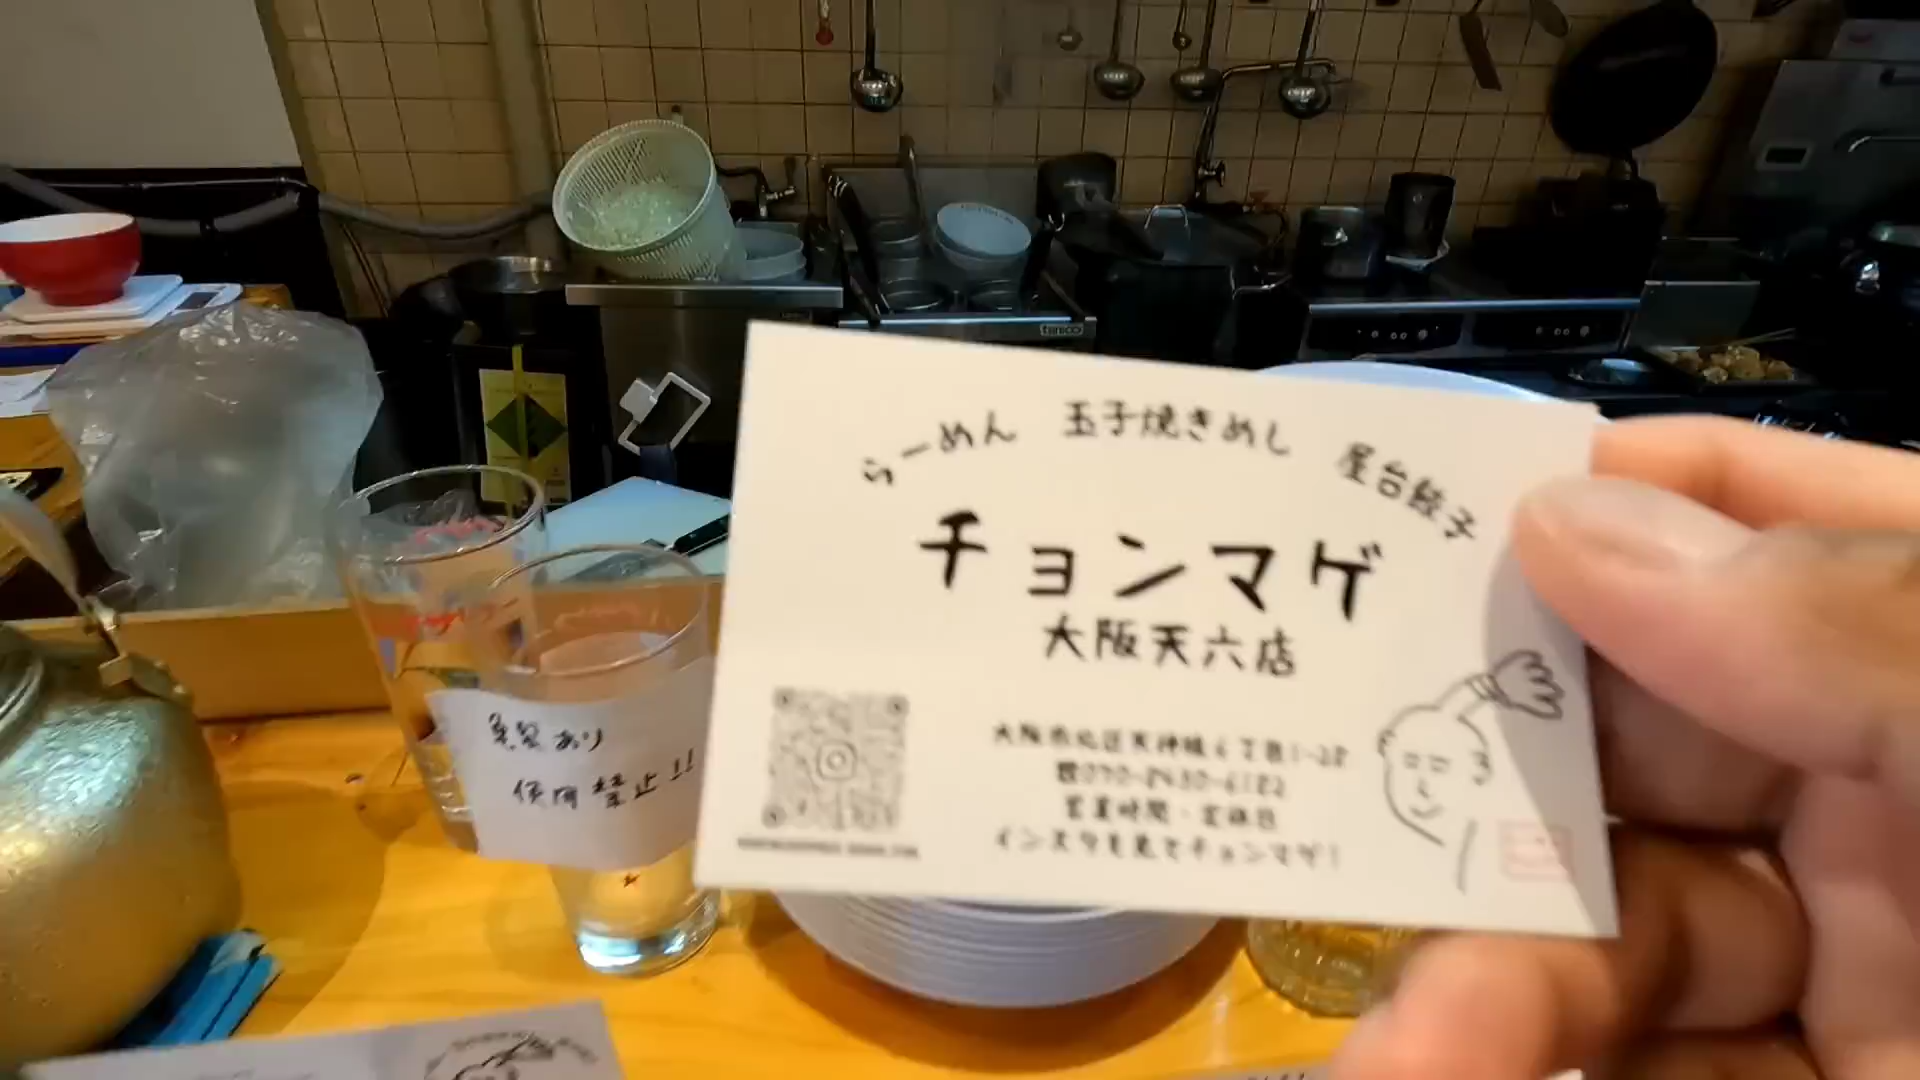 らーめん 玉子焼きめし 屋台餃子
チョンマゲ
大阪天六店
大阪市北区天神橋6丁目1-28
営業時間・定休日
インスタを見てチョンマゲ!
使用禁止!!
tanico